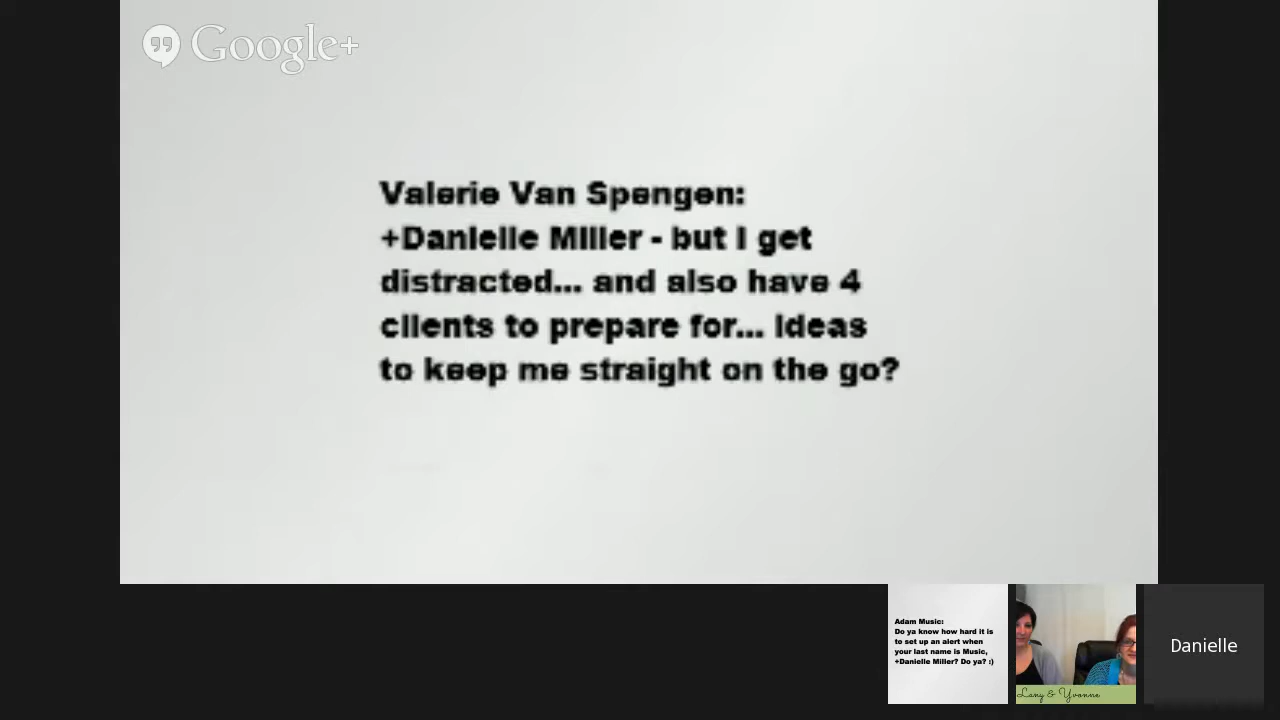 Google+
Valerie Van Spengen:
+Danielle Miller - but I get
distracted... and also have 4
clients to prepare for... Ideas
to keep me straight on the go?
Adam Music:
Do ya know how hard it is
to set up an alert when
your last name is Music,
+Danielle Miller? Do ya? :)
Lany & Yvonne
Danielle